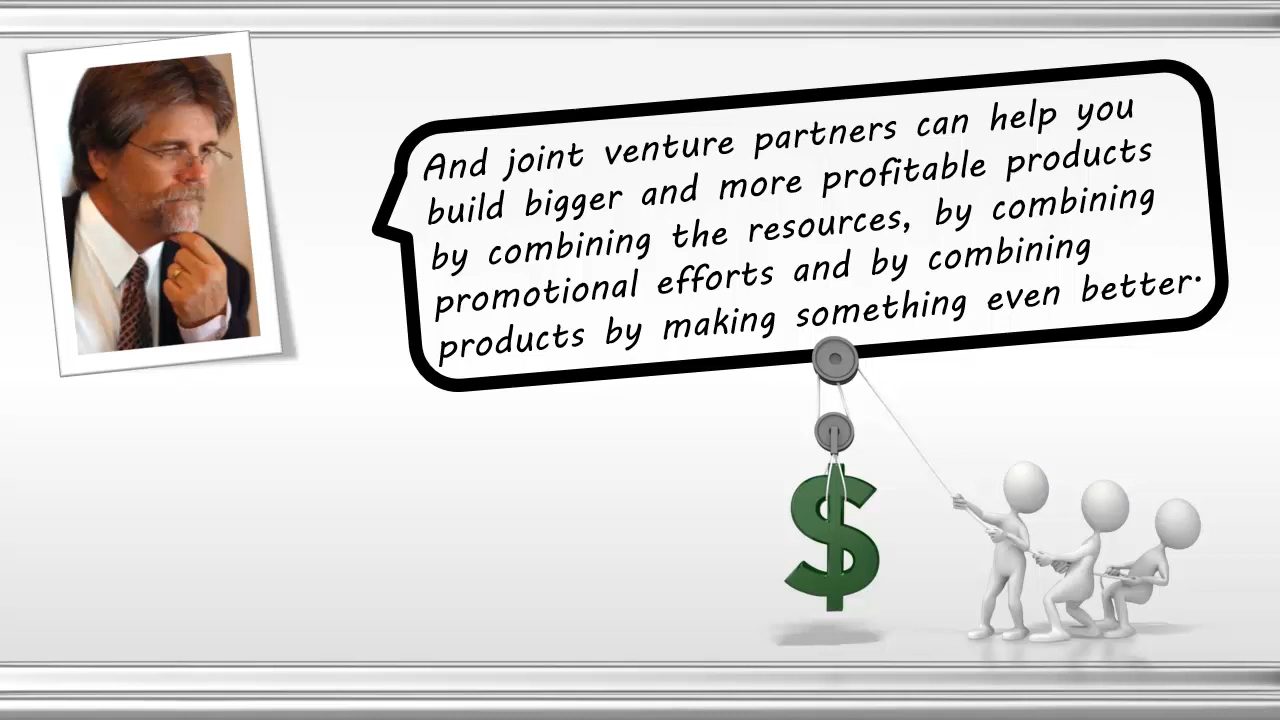 And joint venture partners can help you
build bigger and more profitable products
by combining the resources, by combining
promotional efforts and by combining
products by making something even better.